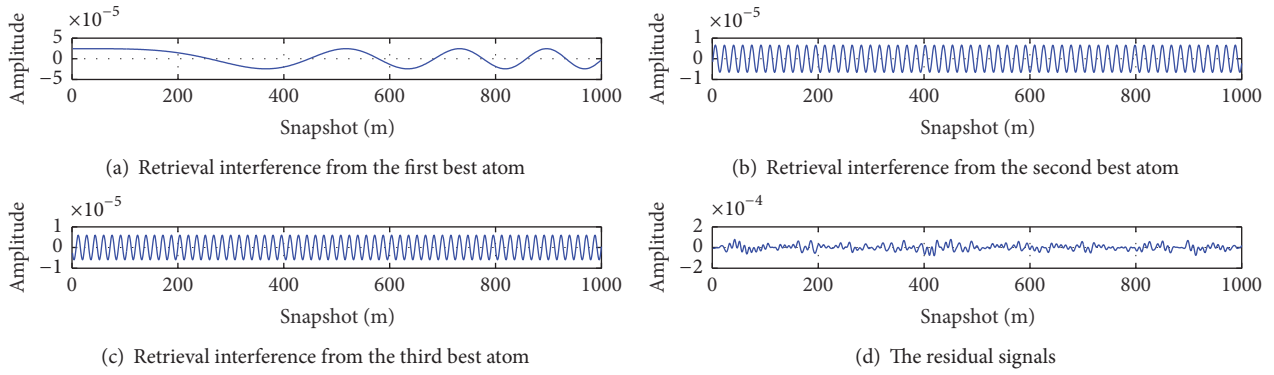 ×10−5
Amplitude
5
0
−5
0 200 400 600 800 1000
Snapshot (m)
(a) Retrieval interference from the first best atom
×10−5
Amplitude
1
0
−1
0 200 400 600 800 1000
Snapshot (m)
(b) Retrieval interference from the second best atom
×10−5
Amplitude
1
0
−1
0 200 400 600 800 1000
Snapshot (m)
(c) Retrieval interference from the third best atom
×10−4
Amplitude
2
0
−2
0 200 400 600 800 1000
Snapshot (m)
(d) The residual signals